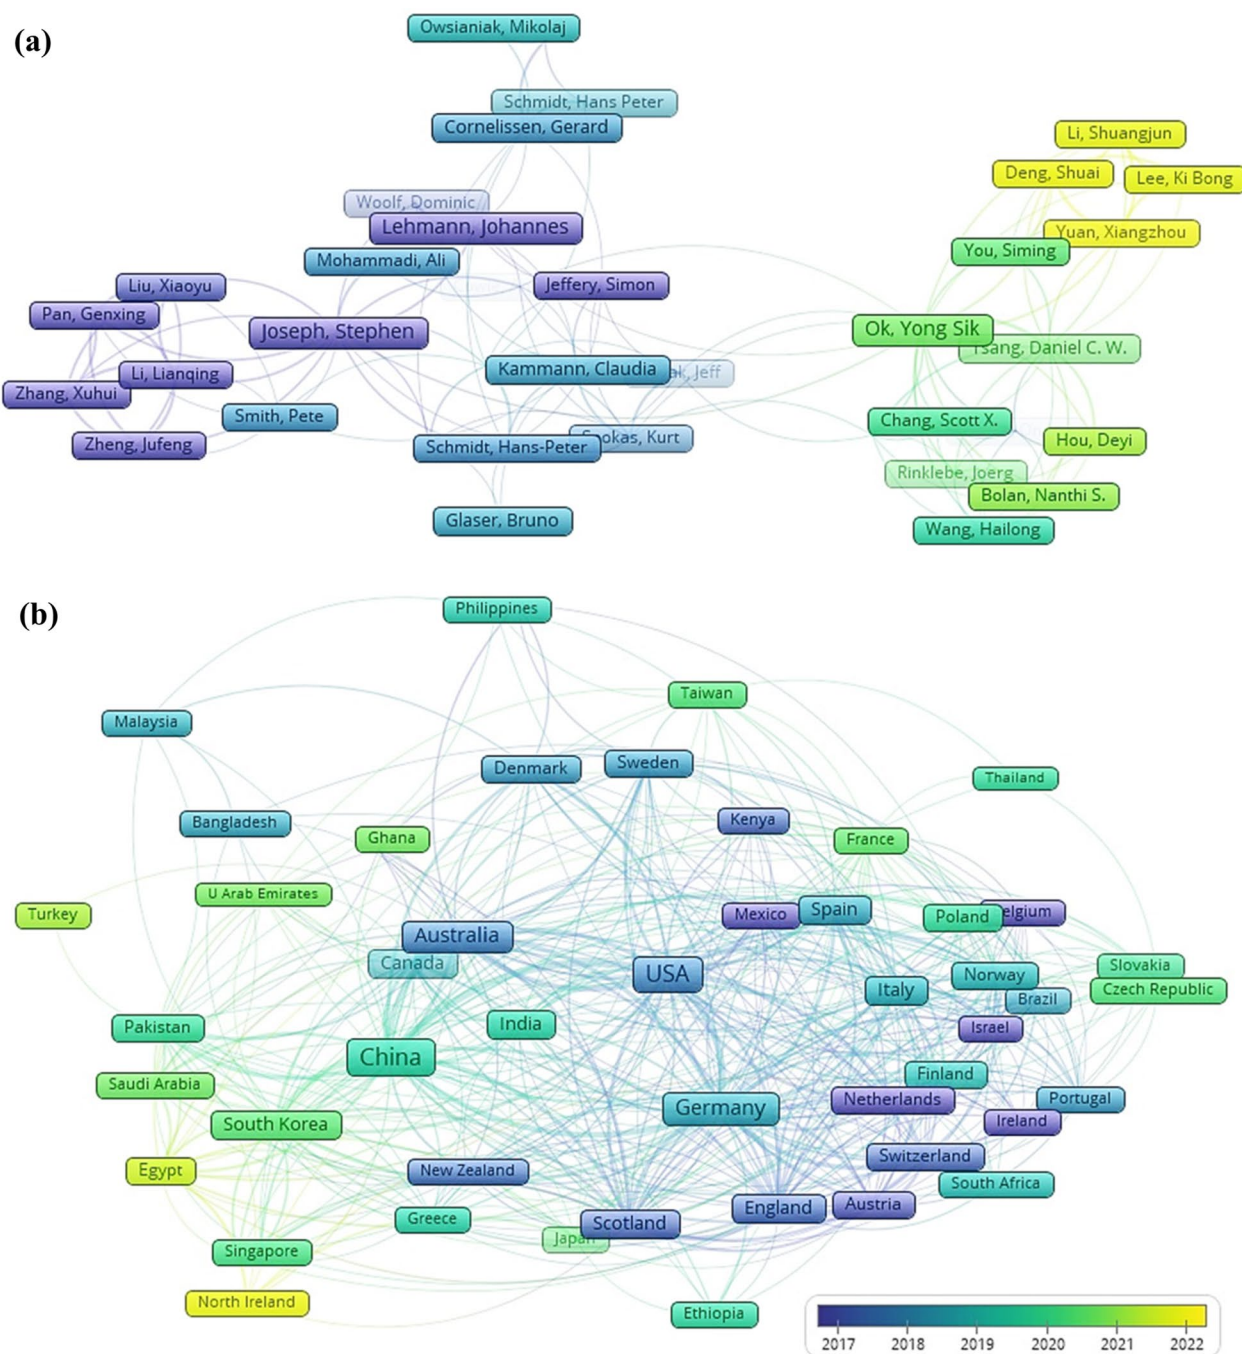 (a)
Owsianiak, Mikolaj
Schmidt, Hans Peter
Cornelissen, Gerard
Li, Shuangjun
Deng, Shuai
Lee, Ki Bong
Woolf, Dominic
Lehmann, Johannes
Yuan, Xiangzhou
You, Siming
Mohammadi, Ali
Liu, Xiaoyu
Jeffery, Simon
Pan, Genxing
Joseph, Stephen
Ok, Yong Sik
Tsang, Daniel C. W.
Li, Lianqing
Kammann, Claudia
Jeff
Zhang, Xuhui
Smith, Pete
Chang, Scott X.
Zheng, Jufeng
Schmidt, Hans-Peter
Kurt
Hou, Deyi
Rinklebe, Joerg
Bolan, Nanthi S.
Glaser, Bruno
Wang, Hailong
(b)
Philippines
Taiwan
Malaysia
Denmark
Sweden
Thailand
Bangladesh
Ghana
Kenya
France
U Arab Emirates
Turkey
Australia
Mexico
Spain
Poland
Belgium
Canada
USA
Slovakia
Norway
Italy
Czech Republic
Brazil
Pakistan
India
Israel
China
Saudi Arabia
Finland
South Korea
Germany
Netherlands
Portugal
Ireland
Egypt
New Zealand
Switzerland
South Africa
Greece
Scotland
England
Austria
Japan
Singapore
North Ireland
Ethiopia
2017 2018 2019 2020 2021 2022